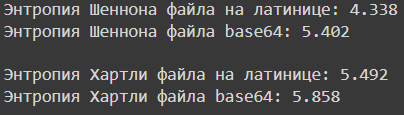 Энтропия Шеннона файла на латинице: 4.338
Энтропия Шеннона файла base64: 5.402
Энтропия Хартли файла на латинице: 5.492
Энтропия Хартли файла base64: 5.858